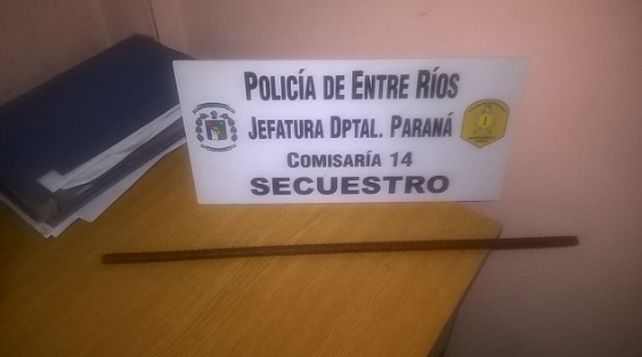 POLICÍA DE ENTRE RÍOS
JEFATURA DPTAL. PARANÁ
COMISARÍA 14
SECUESTRO